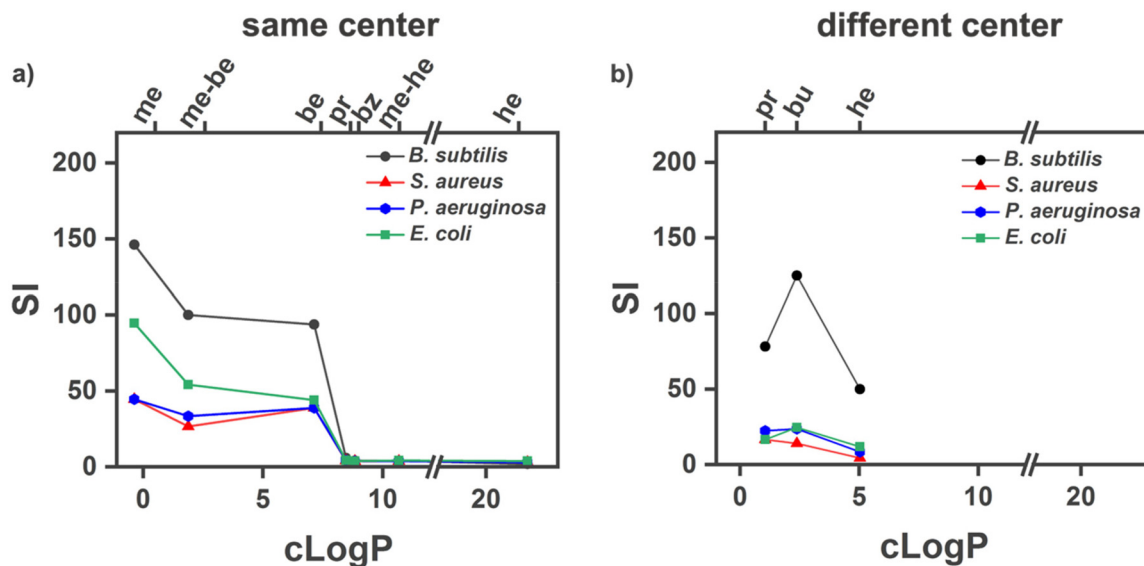 same center
different center
a)
me
me-be
be
pr
bz
me-he
he
B. subtilis
S. aureus
P. aeruginosa
E. coli
200
150
100
50
0
SI
0
5
10
20
cLogP
b)
pr
bu
he
B. subtilis
S. aureus
P. aeruginosa
E. coli
200
150
100
50
0
SI
0
5
10
20
cLogP